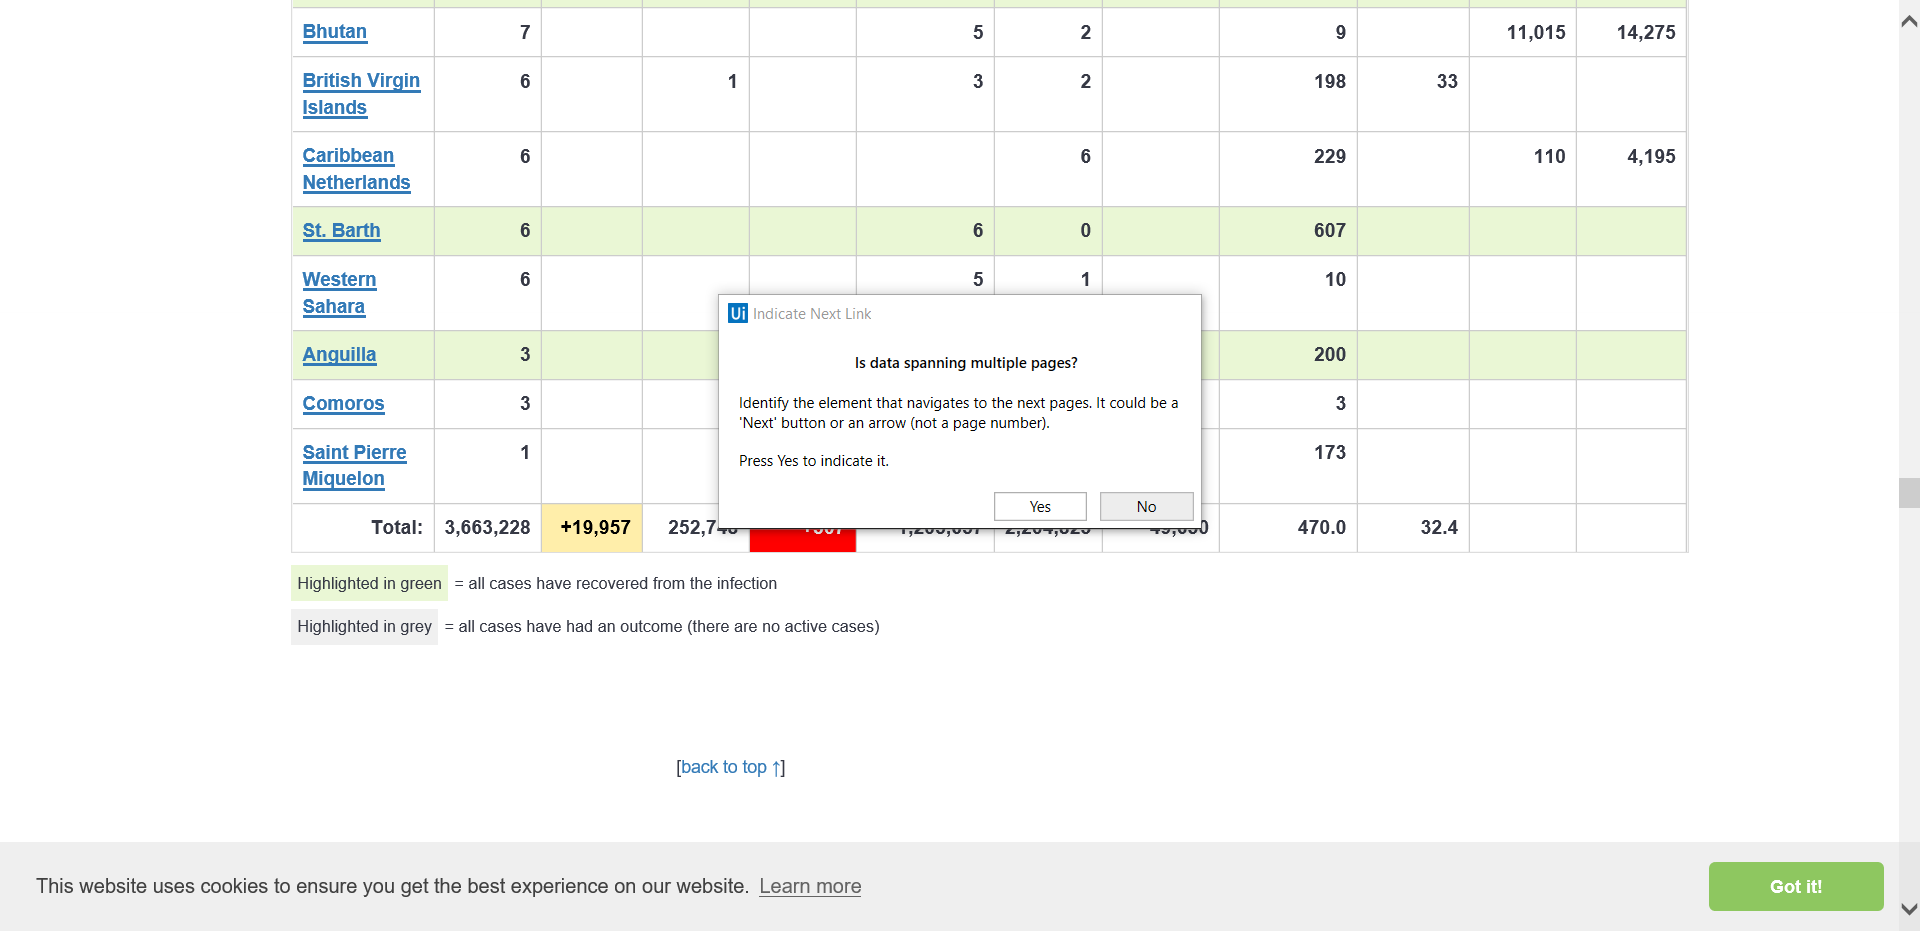 Bhutan 7 5 2 9 11,015 14,275
British Virgin 6 1 3 2 198 33
Islands
Caribbean 6 6 229 110 4,195
Netherlands
St. Barth 6 6 0 607
Western 6 5 1 10
Sahara
Ui Indicate Next Link
Anguilla 3 200
Is data spanning multiple pages?
Comoros 3 3
Identify the element that navigates to the next pages. It could be a
'Next' button or an arrow (not a page number).
Saint Pierre 1 173
Miquelon
Press Yes to indicate it.
Yes No
Total: 3,663,228 +19,957 470.0 32.4
Highlighted in green = all cases have recovered from the infection
Highlighted in grey = all cases have had an outcome (there are no active cases)
[back to top ↑]
This website uses cookies to ensure you get the best experience on our website. Learn more Got it!